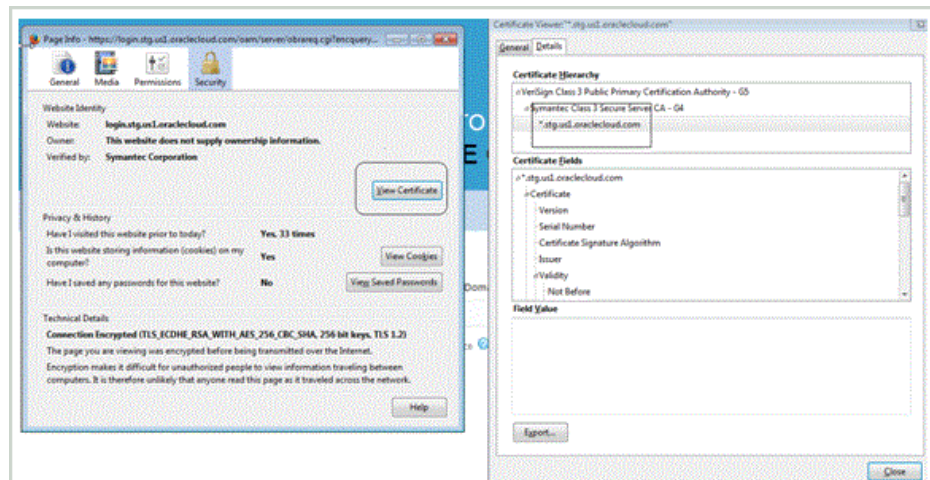 Page Info - https://login.stg.us1.oraclecloud.com/oam/server/obrareq.cgi?encquery...
General Media Permissions Security
Website Identity
Website: login.stg.us1.oraclecloud.com
Owner: This website does not supply ownership information.
Verified by: Symantec Corporation
View Certificate
Privacy & History
Have I visited this website prior to today? Yes, 33 times
Is this website storing information (cookies) on my
computer? Yes View Cookies
Have I saved any passwords for this website? No View Saved Passwords
Technical Details
Connection Encrypted (TLS_ECDHE_RSA_WITH_AES_256_CBC_SHA, 256 bit keys, TLS 1.2)
The page you are viewing was encrypted before being transmitted over the Internet.
Encryption makes it difficult for unauthorized people to view information traveling between
computers. It is therefore unlikely that anyone read this page as it traveled across the network.
Help
TO
E
Dom
Certificate Viewer:"*.stg.us1.oraclecloud.com"
General Details
Certificate Hierarchy
VeriSign Class 3 Public Primary Certification Authority - G5
Symantec Class 3 Secure Server CA - G4
*.stg.us1.oraclecloud.com
Certificate Fields
*.stg.us1.oraclecloud.com
Certificate
Version
Serial Number
Certificate Signature Algorithm
Issuer
Validity
Not Before
Field Value
Export...
Close